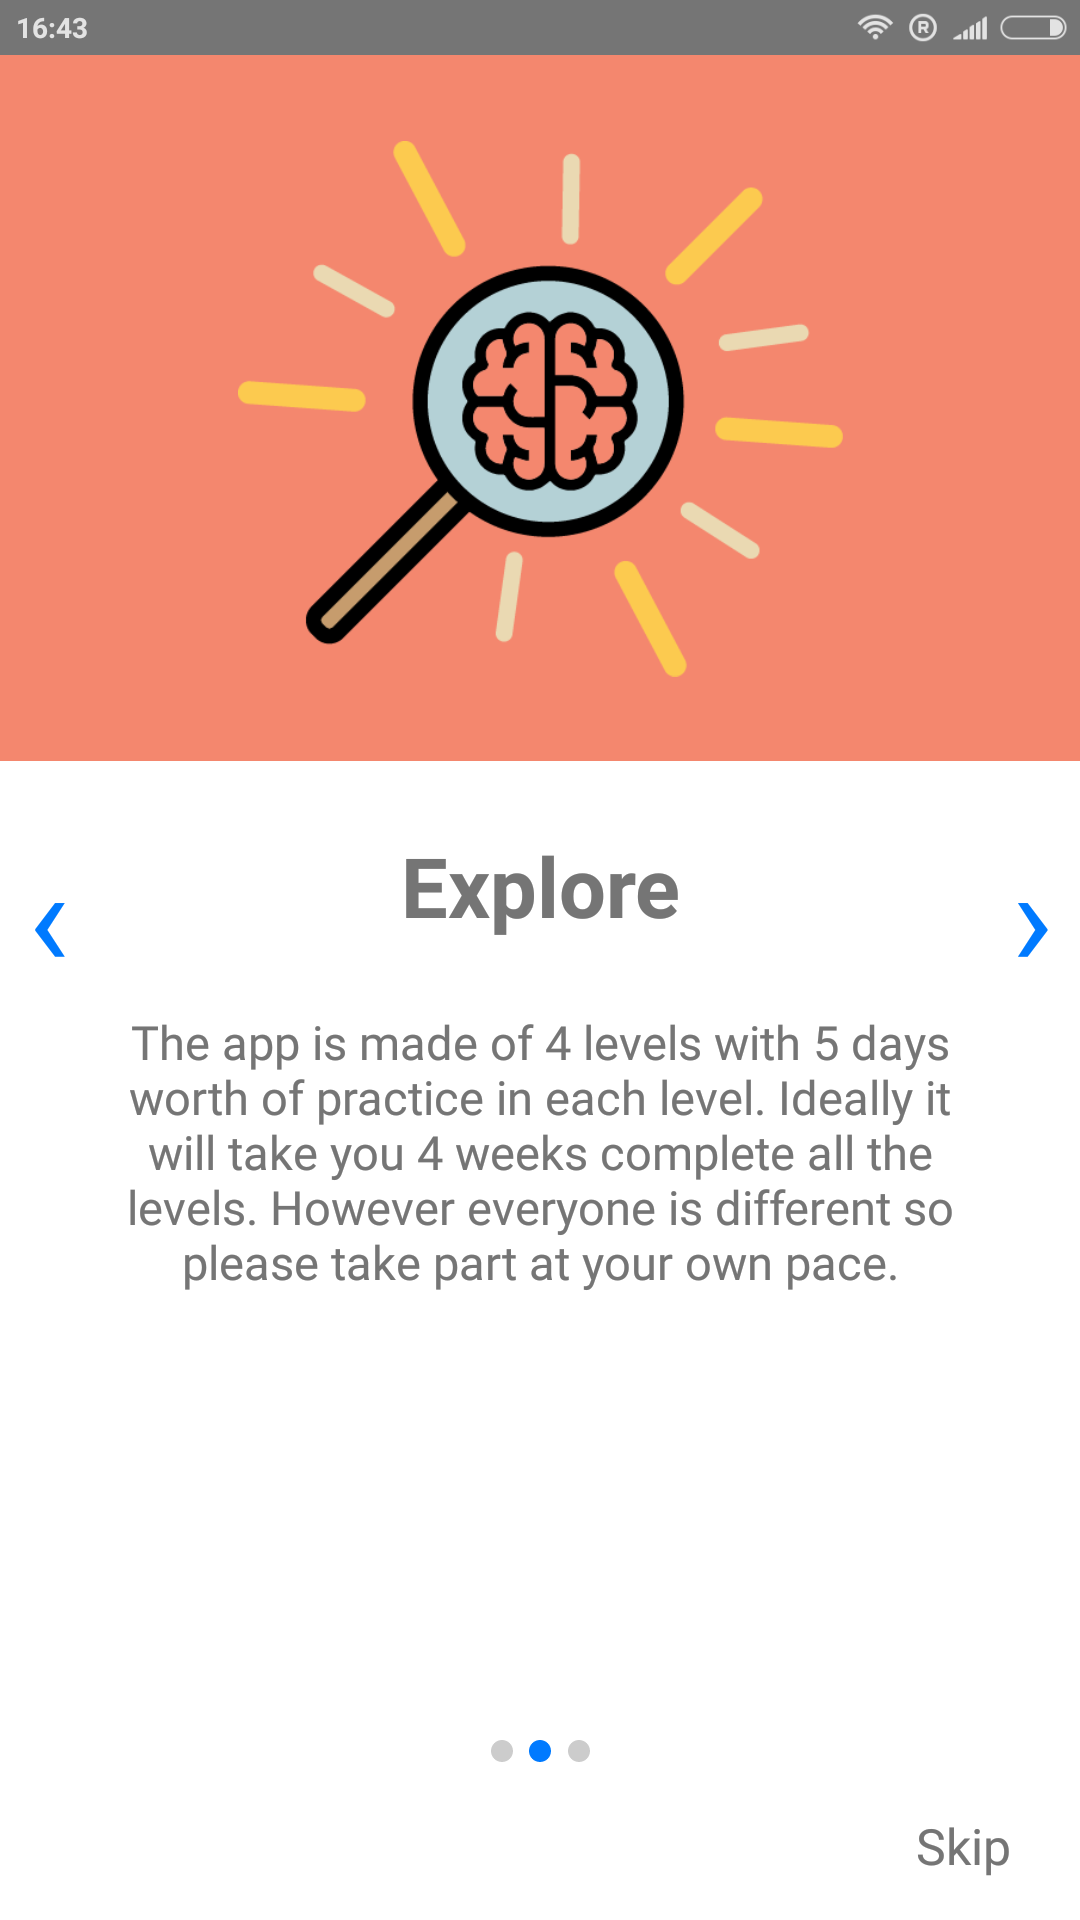 16:43
Explore
The app is made of 4 levels with 5 days
worth of practice in each level. Ideally it
will take you 4 weeks complete all the
levels. However everyone is different so
please take part at your own pace.
Skip